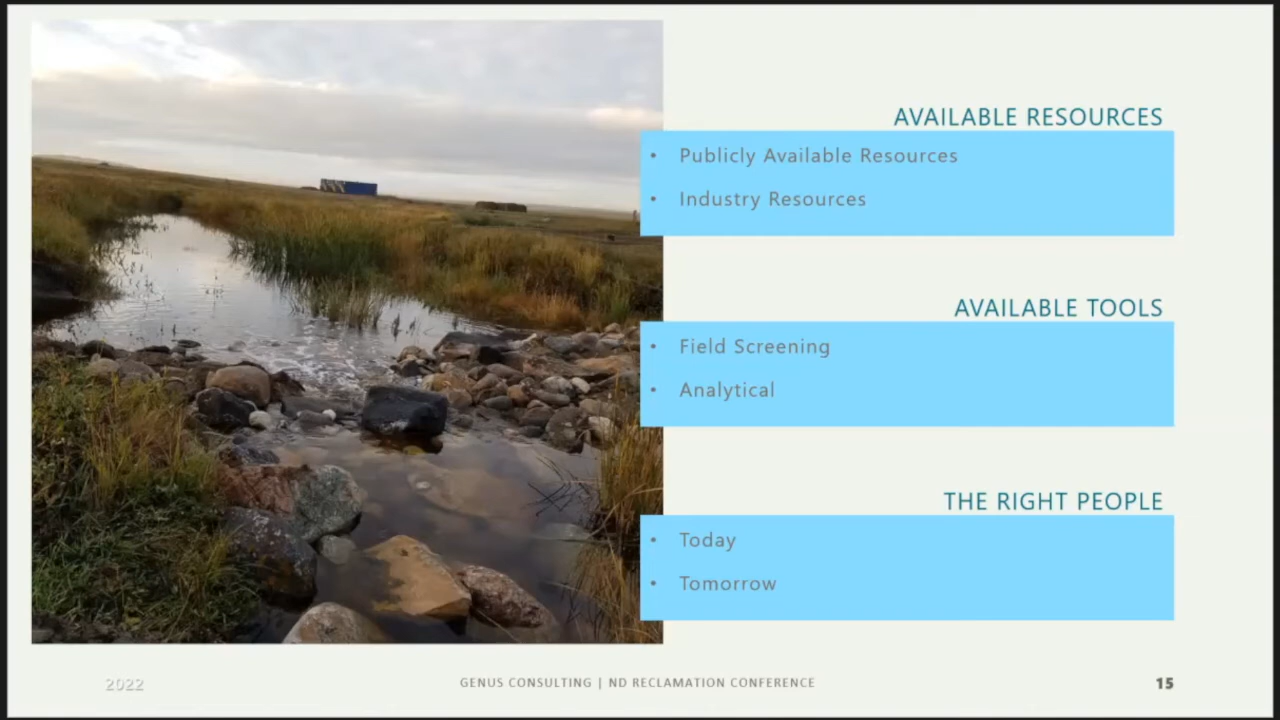 AVAILABLE RESOURCES
• Publicly Available Resources
• Industry Resources
AVAILABLE TOOLS
• Field Screening
• Analytical
THE RIGHT PEOPLE
• Today
• Tomorrow
2022
GENUS CONSULTING | ND RECLAMATION CONFERENCE
15